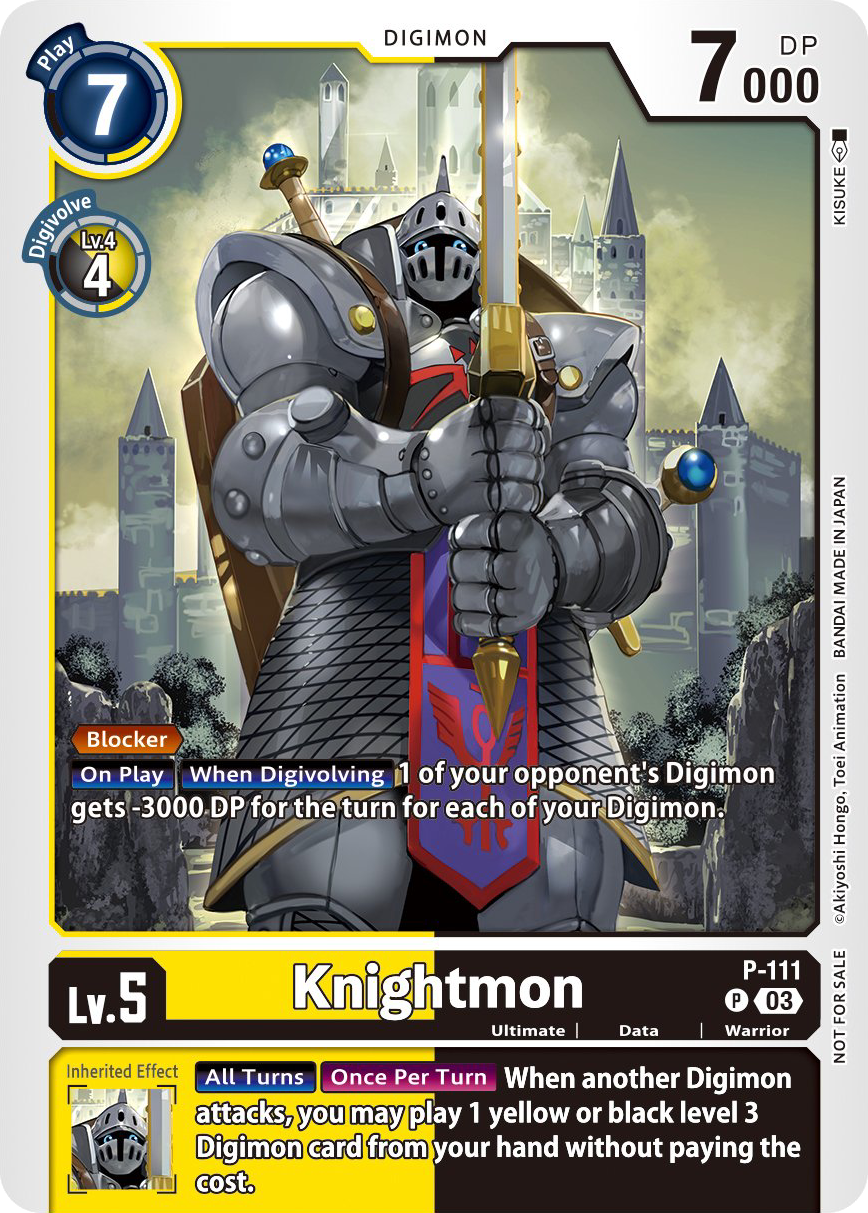 DIGIMON
Play
7
7000
DP
Digivolve
Lv.4
4
KISUKE
BANDAI MADE IN JAPAN
©Akiyoshi Hongo, Toei Animation
NOT FOR SALE
Blocker
On Play When Digivolving 1 of your opponent's Digimon
gets -3000 DP for the turn for each of your Digimon.
Lv.5
Knightmon
P-111
P 03
Ultimate | Data | Warrior
Inherited Effect
All Turns Once Per Turn When another Digimon
attacks, you may play 1 yellow or black level 3
Digimon card from your hand without paying the
cost.